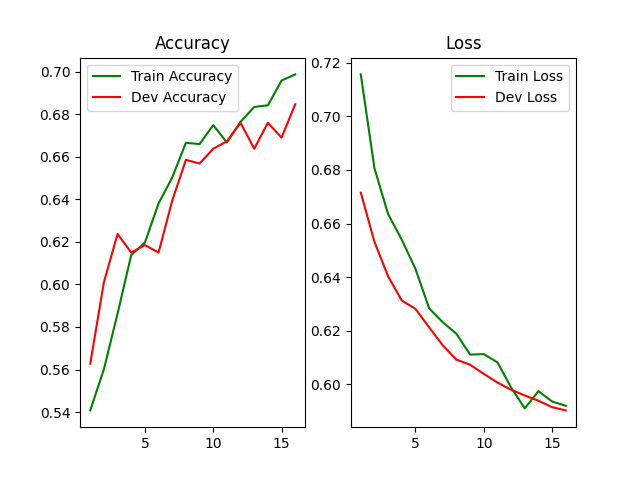 Accuracy
Train Accuracy
Dev Accuracy
0.70
0.68
0.66
0.64
0.62
0.60
0.58
0.56
0.54
5 10 15
Loss
Train Loss
Dev Loss
0.72
0.70
0.68
0.66
0.64
0.62
0.60
5 10 15